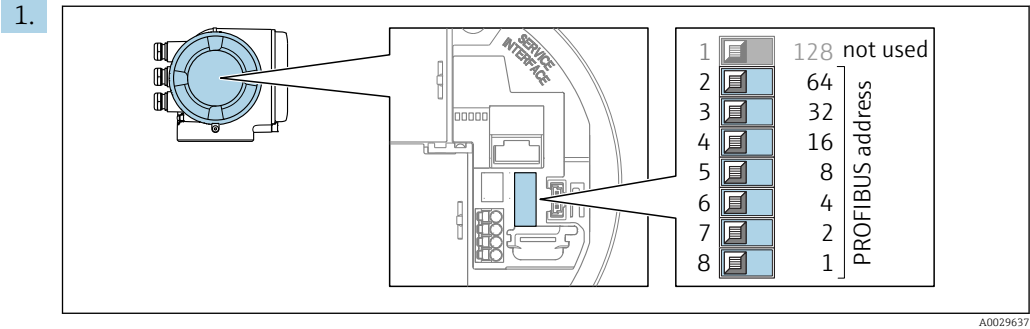 1.
SERVICE
INTERFACE
1 128 not used
2 64
3 32
4 16
5 8
6 4
7 2
8 1
PROFIBUS address
A0029637